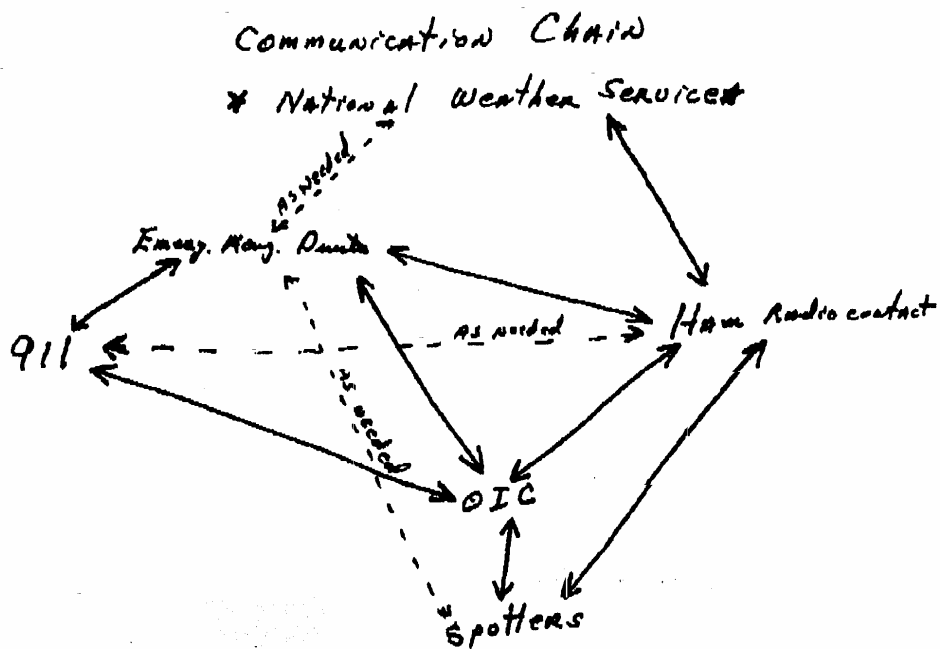 Communication Chain
* National Weather Service *
As needed
Emerg. Mang.
Ham Radio contact
As needed
911
As needed
OIC
Spotters